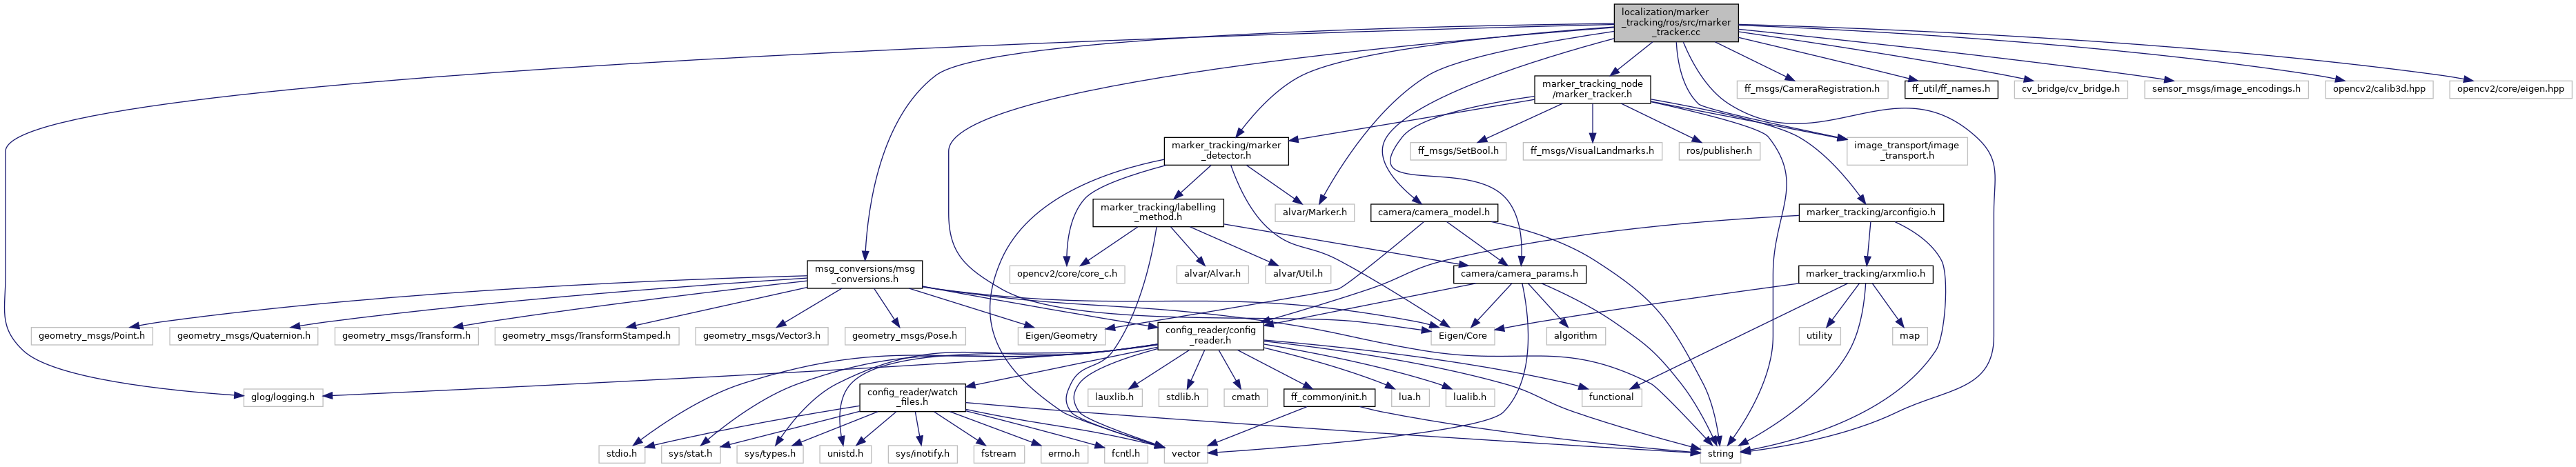 localization/marker
_tracking/ros/src/marker
_tracker.cc
marker_tracking_node
/marker_tracker.h
ff_msgs/CameraRegistration.h
ff_util/ff_names.h
cv_bridge/cv_bridge.h
sensor_msgs/image_encodings.h
opencv2/calib3d.hpp
opencv2/core/eigen.hpp
marker_tracking/marker
_detector.h
ff_msgs/SetBool.h
ff_msgs/VisualLandmarks.h
ros/publisher.h
image_transport/image
_transport.h
marker_tracking/labelling
_method.h
alvar/Marker.h
camera/camera_model.h
marker_tracking/arconfigio.h
msg_conversions/msg
_conversions.h
opencv2/core/core_c.h
alvar/Alvar.h
alvar/Util.h
camera/camera_params.h
marker_tracking/arxmlio.h
geometry_msgs/Point.h
geometry_msgs/Quaternion.h
geometry_msgs/Transform.h
geometry_msgs/TransformStamped.h
geometry_msgs/Vector3.h
geometry_msgs/Pose.h
Eigen/Geometry
config_reader/config
_reader.h
Eigen/Core
algorithm
utility
map
glog/logging.h
config_reader/watch
_files.h
lauxlib.h
stdlib.h
cmath
ff_common/init.h
lua.h
lualib.h
functional
stdio.h
sys/stat.h
sys/types.h
unistd.h
sys/inotify.h
fstream
errno.h
fcntl.h
vector
string